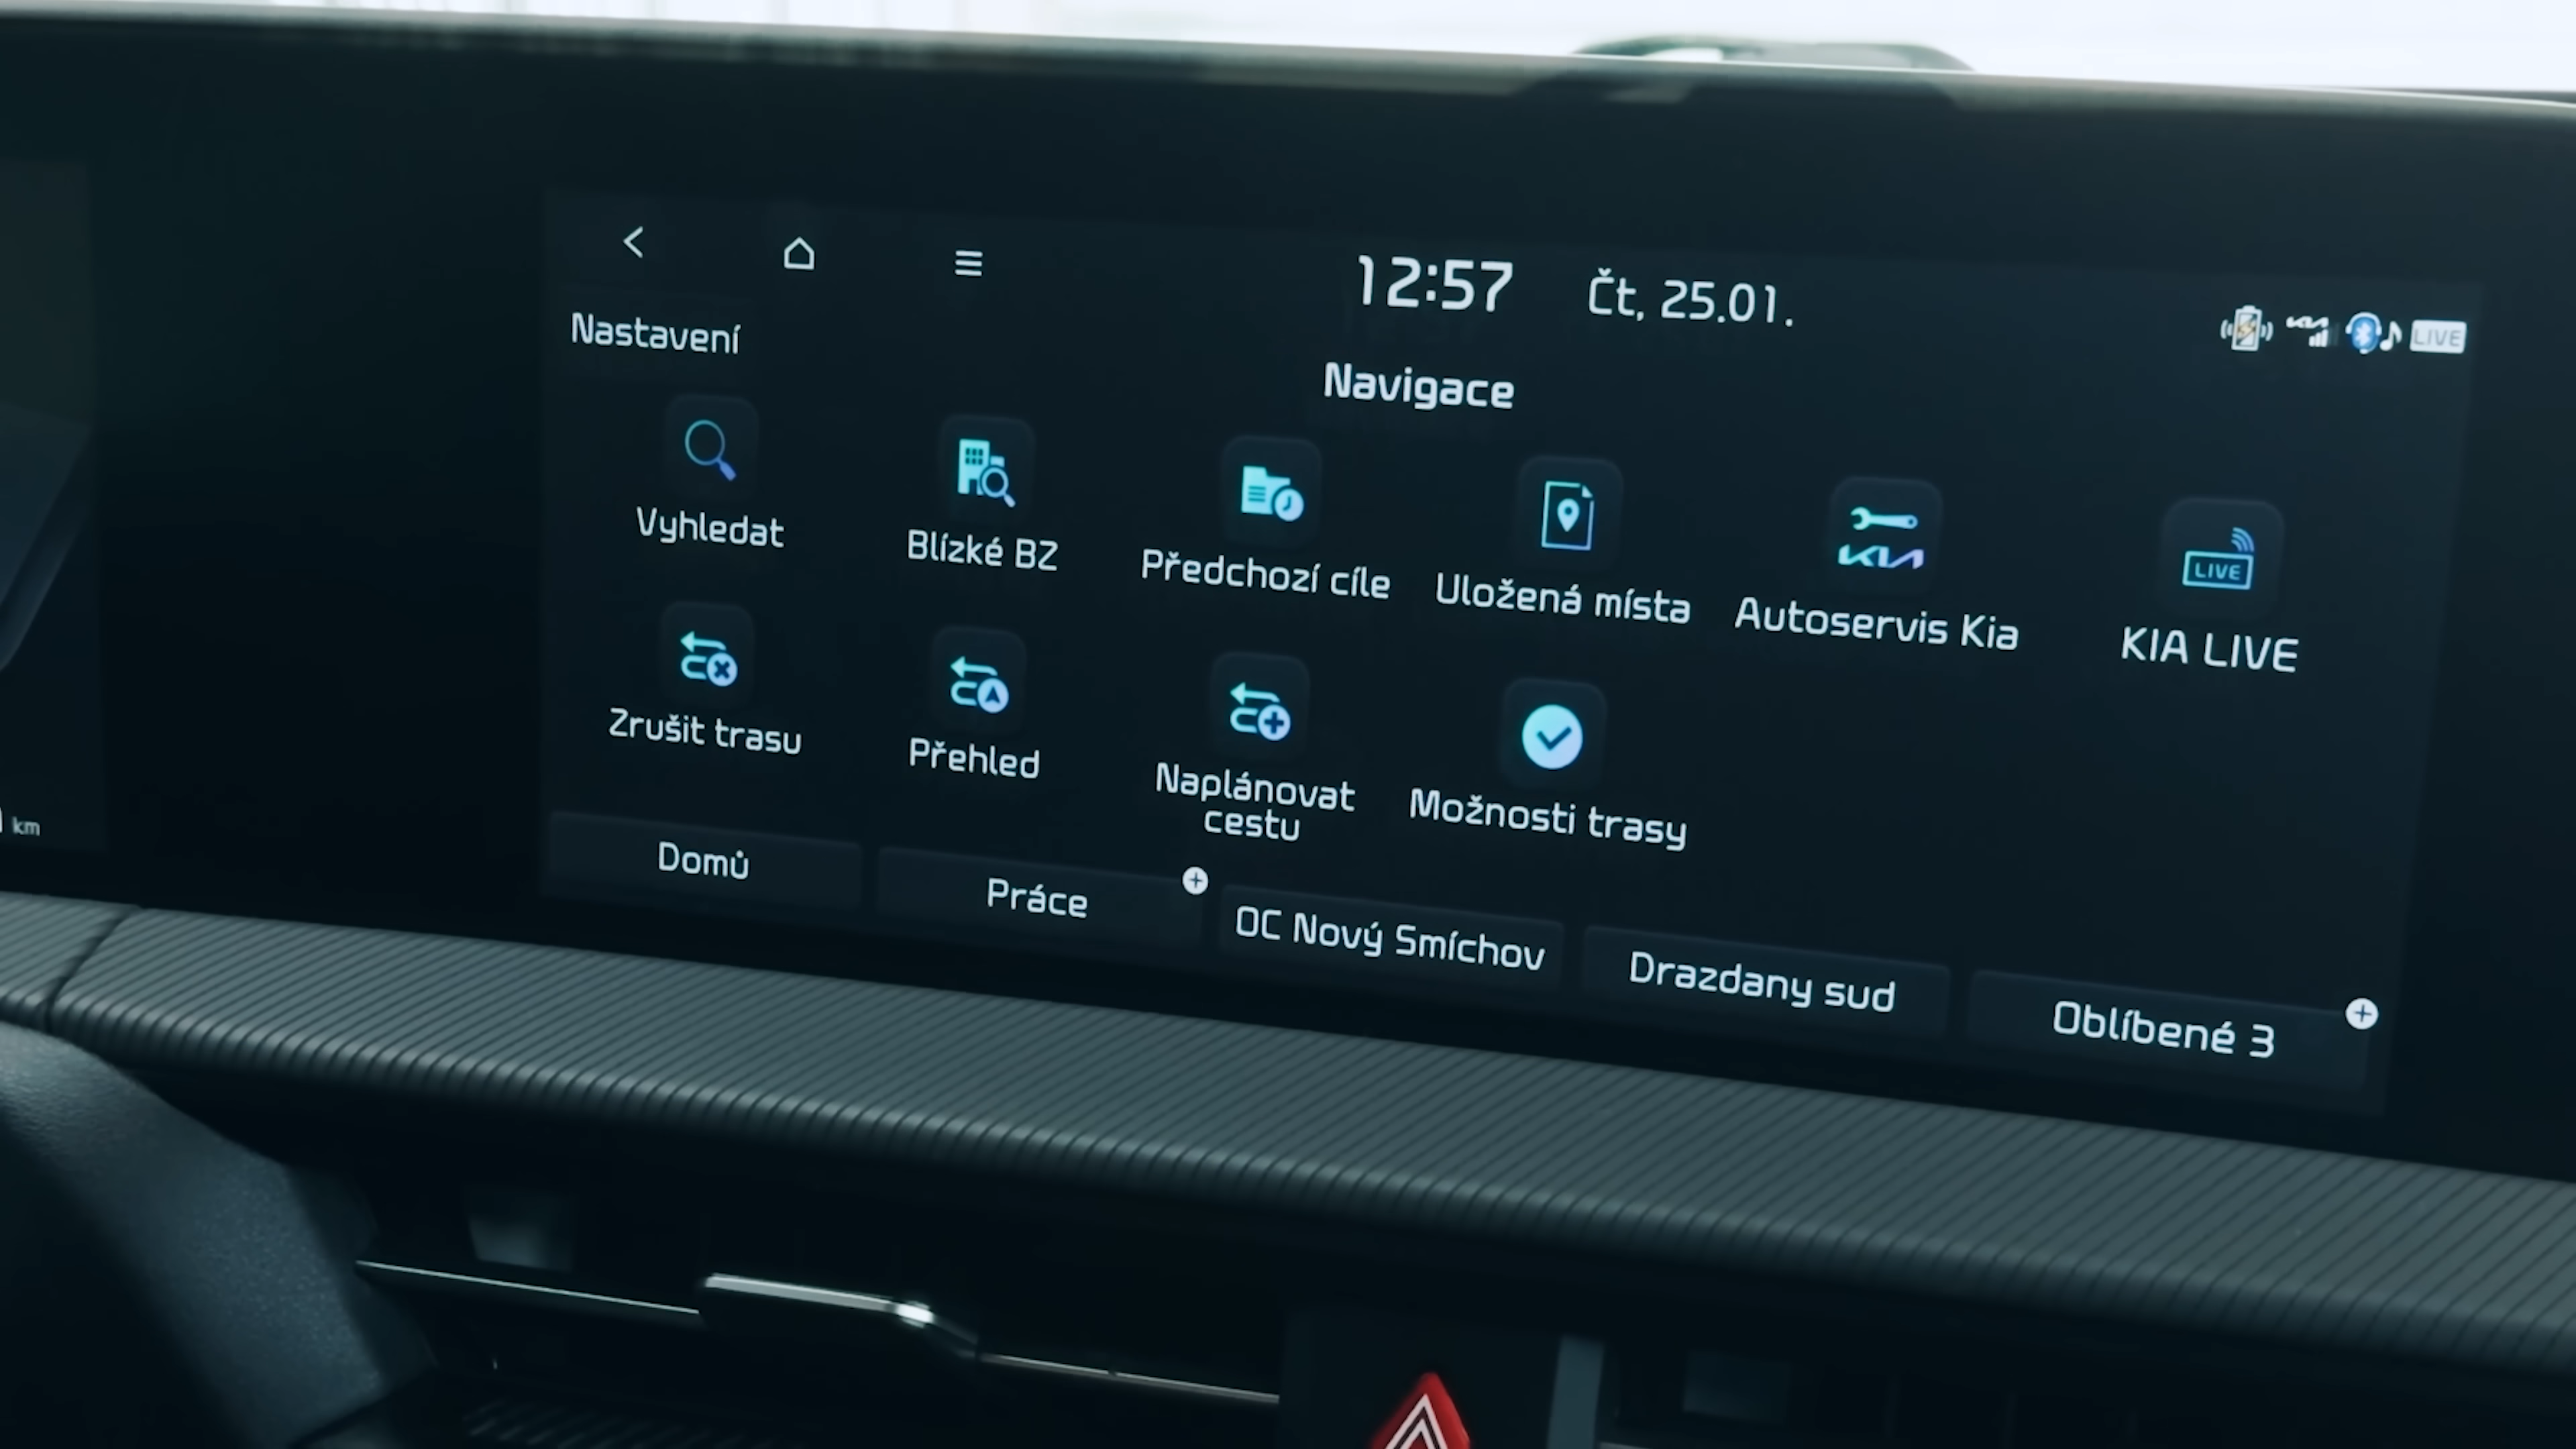 12:57 Čt, 25.01.
LIVE
Nastavení
Navigace
Vyhledat
Blízké BZ
Předchozí cíle
Uložená místa
KIA
Autoservis Kia
LIVE
KIA LIVE
Zrušit trasu
Přehled
Naplánovat
cestu
Možnosti trasy
km
Domů
Práce
OC Nový Smíchov
Drazdany sud
Oblíbené 3